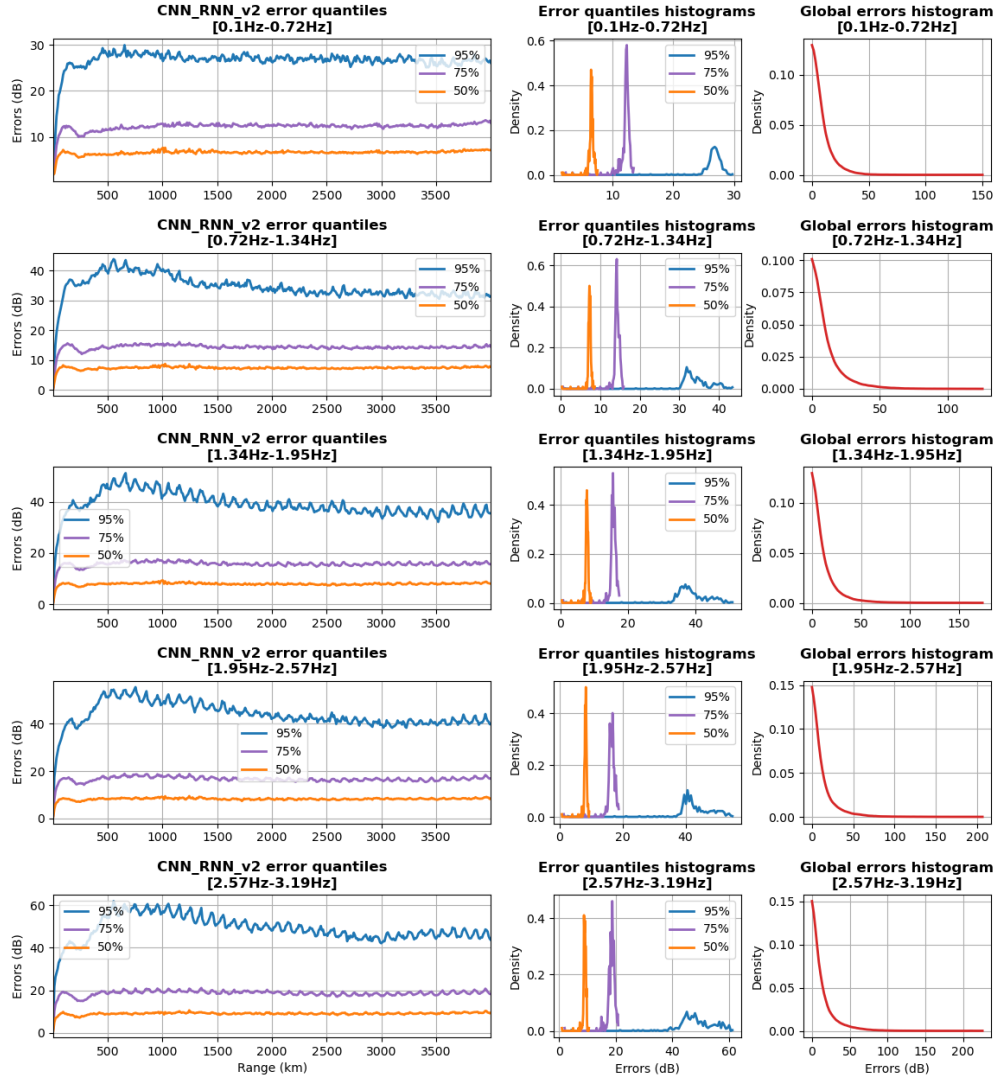 CNN_RNN_v2 error quantiles
[0.1Hz-0.72Hz]
Errors (dB)
30
20
10
500 1000 1500 2000 2500 3000 3500
95%
75%
50%
Error quantiles histograms
[0.1Hz-0.72Hz]
Density
0.6
0.4
0.2
0.0
0 10 20 30
95%
75%
50%
Global errors histogram
[0.1Hz-0.72Hz]
Density
0.10
0.05
0.00
0 50 100 150
CNN_RNN_v2 error quantiles
[0.72Hz-1.34Hz]
Errors (dB)
40
30
20
10
0
500 1000 1500 2000 2500 3000 3500
95%
75%
50%
Error quantiles histograms
[0.72Hz-1.34Hz]
Density
0.6
0.4
0.2
0.0
0 10 20 30 40
95%
75%
50%
Global errors histogram
[0.72Hz-1.34Hz]
Density
0.100
0.075
0.050
0.025
0.000
0 50 100
CNN_RNN_v2 error quantiles
[1.34Hz-1.95Hz]
Errors (dB)
40
20
0
500 1000 1500 2000 2500 3000 3500
95%
75%
50%
Error quantiles histograms
[1.34Hz-1.95Hz]
Density
0.4
0.2
0.0
0 20 40
95%
75%
50%
Global errors histogram
[1.34Hz-1.95Hz]
Density
0.10
0.05
0.00
0 50 100 150
CNN_RNN_v2 error quantiles
[1.95Hz-2.57Hz]
Errors (dB)
40
20
0
500 1000 1500 2000 2500 3000 3500
95%
75%
50%
Error quantiles histograms
[1.95Hz-2.57Hz]
Density
0.4
0.2
0.0
0 20 40
95%
75%
50%
Global errors histogram
[1.95Hz-2.57Hz]
Density
0.15
0.10
0.05
0.00
0 50 100 150 200
CNN_RNN_v2 error quantiles
[2.57Hz-3.19Hz]
Errors (dB)
60
40
20
0
500 1000 1500 2000 2500 3000 3500
Range (km)
95%
75%
50%
Error quantiles histograms
[2.57Hz-3.19Hz]
Density
0.4
0.2
0.0
0 20 40 60
Errors (dB)
95%
75%
50%
Global errors histogram
[2.57Hz-3.19Hz]
Density
0.15
0.10
0.05
0.00
0 50 100 150 200
Errors (dB)